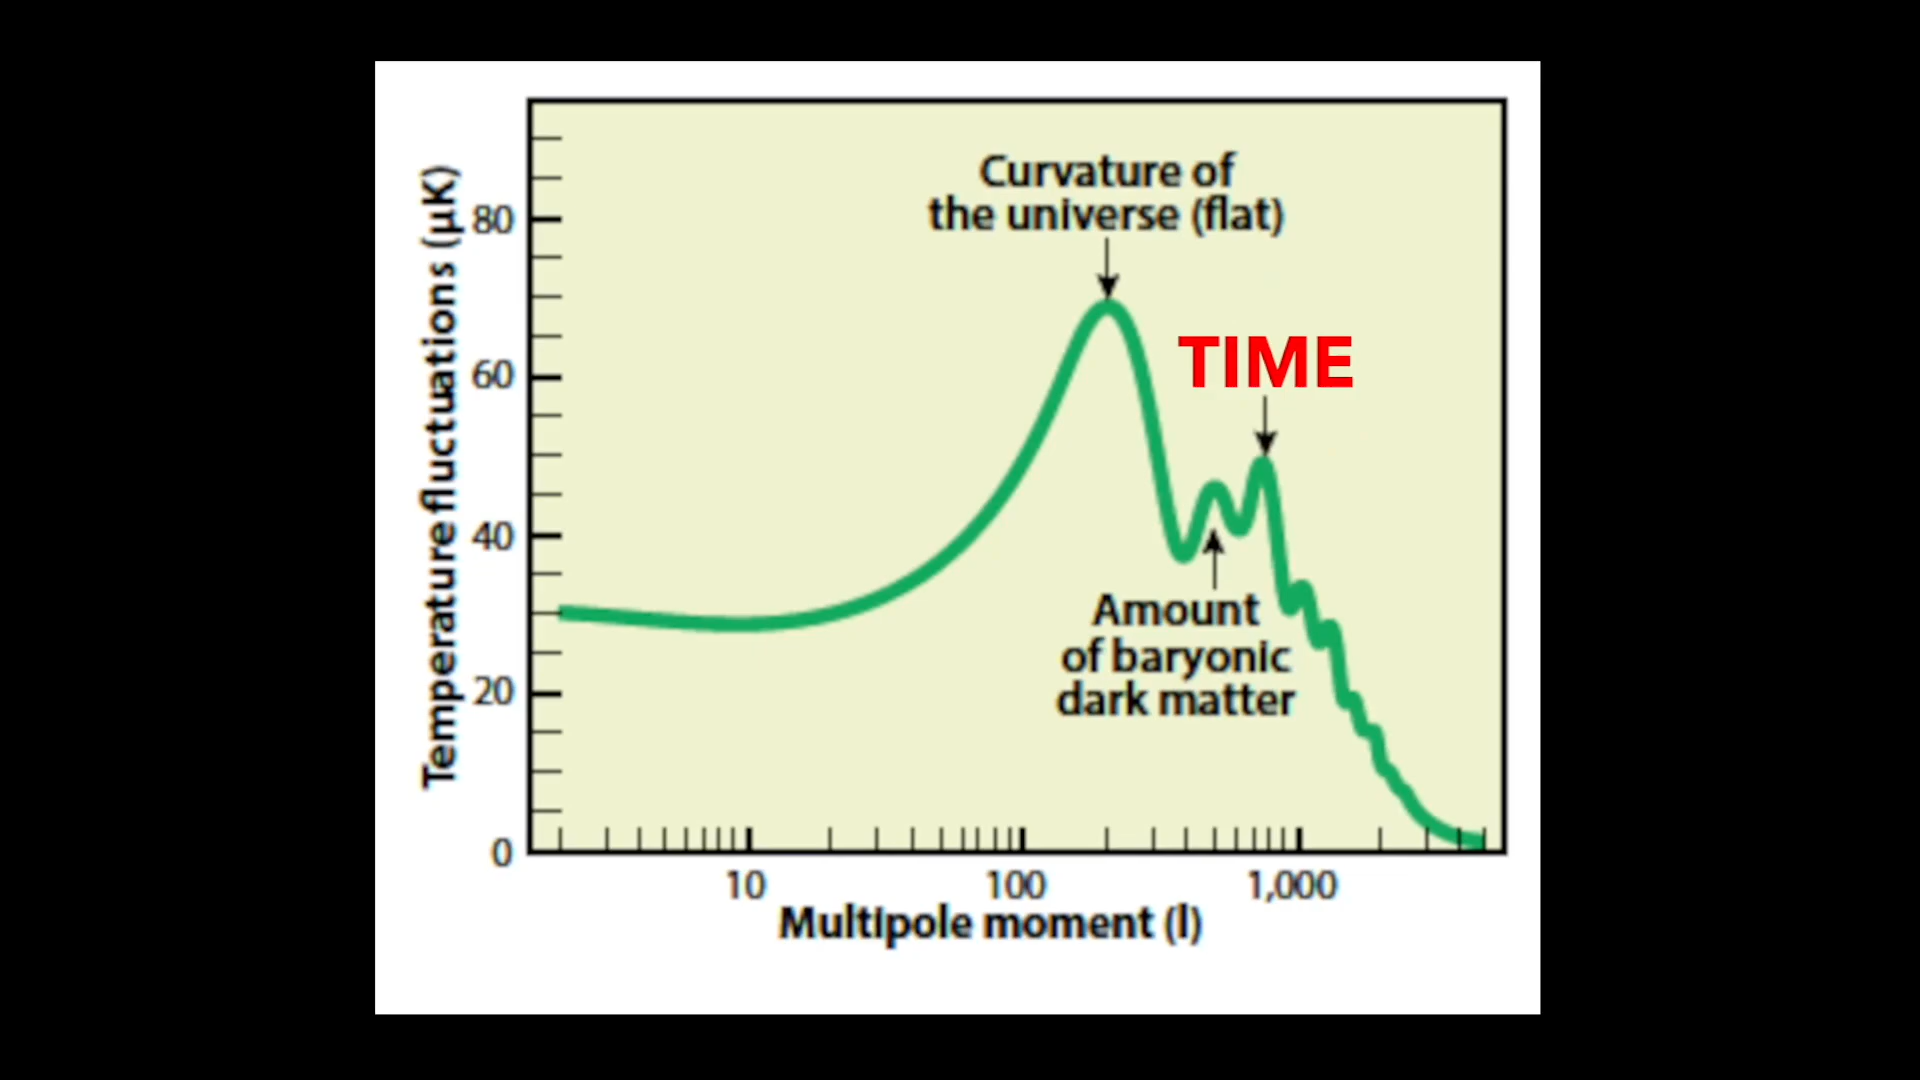 Curvature of
the universe (flat)
TIME
Amount
of baryonic
dark matter
Temperature fluctuations (μK)
80
60
40
20
0
10
100
1,000
Multipole moment (l)